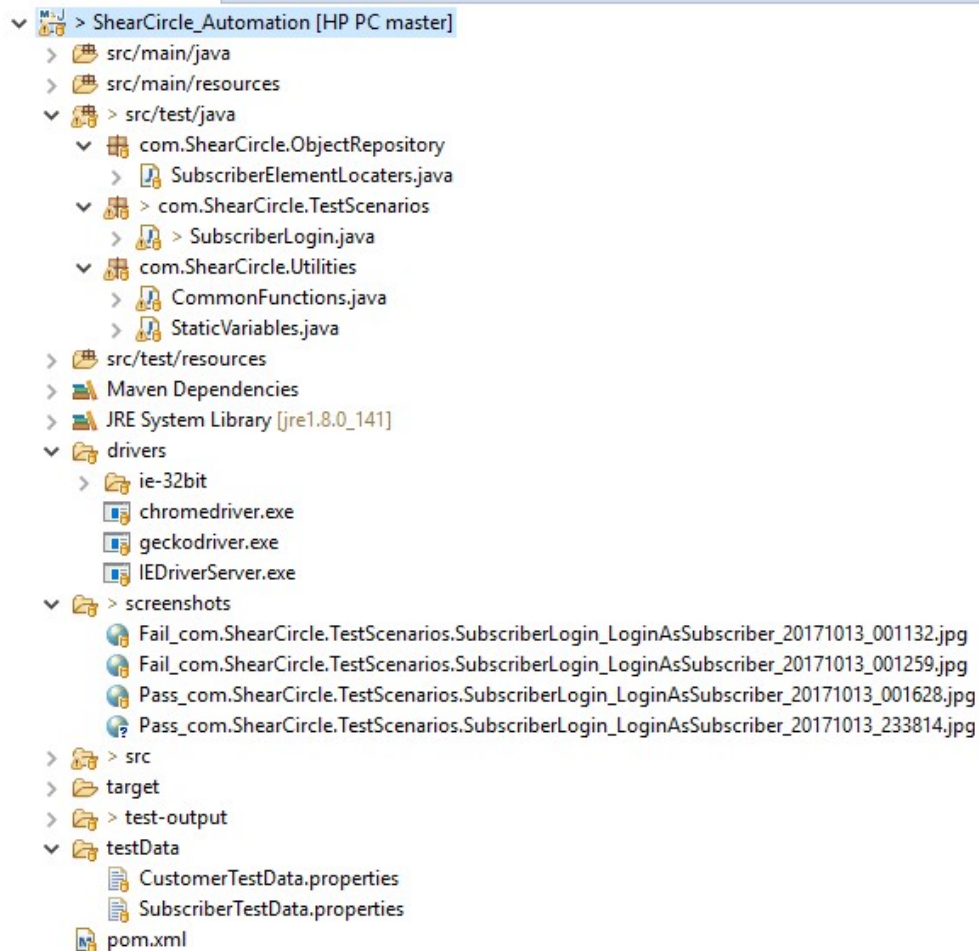 > ShearCircle_Automation [HP PC master]
src/main/java
src/main/resources
> src/test/java
com.ShearCircle.ObjectRepository
SubscriberElementLocaters.java
> com.ShearCircle.TestScenarios
> SubscriberLogin.java
com.ShearCircle.Utilities
CommonFunctions.java
StaticVariables.java
src/test/resources
Maven Dependencies
JRE System Library [jre1.8.0_141]
drivers
ie-32bit
chromedriver.exe
geckodriver.exe
IEDriverServer.exe
> screenshots
Fail_com.ShearCircle.TestScenarios.SubscriberLogin_LoginAsSubscriber_20171013_001132.jpg
Fail_com.ShearCircle.TestScenarios.SubscriberLogin_LoginAsSubscriber_20171013_001259.jpg
Pass_com.ShearCircle.TestScenarios.SubscriberLogin_LoginAsSubscriber_20171013_001628.jpg
Pass_com.ShearCircle.TestScenarios.SubscriberLogin_LoginAsSubscriber_20171013_233814.jpg
> src
target
> test-output
testData
CustomerTestData.properties
SubscriberTestData.properties
pom.xml